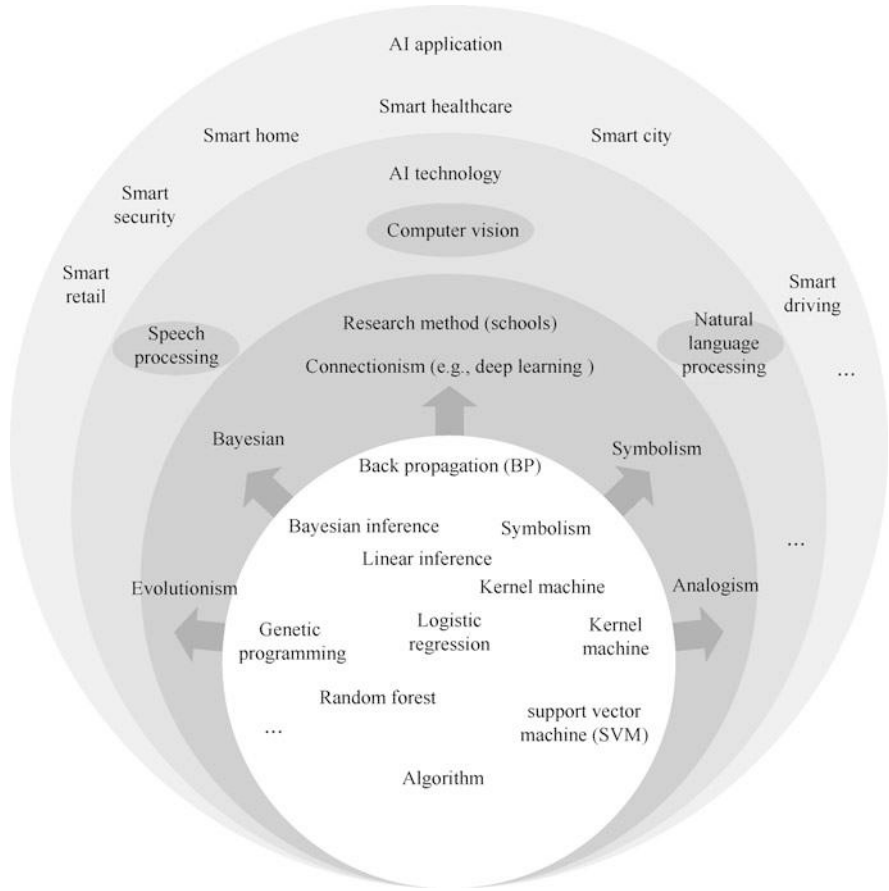 AI application
Smart healthcare
Smart home
Smart city
AI technology
Smart
security
Computer vision
Smart
retail
Smart
driving
Research method (schools)
Speech
processing
Natural
language
processing
Connectionism (e.g., deep learning )
...
Bayesian
Symbolism
Back propagation (BP)
Bayesian inference
Symbolism
...
Linear inference
Evolutionism
Kernel machine
Analogism
Genetic
programming
Logistic
regression
Kernel
machine
Random forest
support vector
machine (SVM)
...
Algorithm